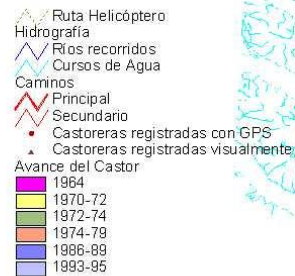 Ruta Helicóptero
Hidrografía
Ríos recorridos
Cursos de Agua
Caminos
Principal
Secundario
Castoreras registradas con GPS
Castoreras registradas visualmente
Avance del Castor
1964
1970-72
1972-74
1974-79
1986-89
1993-95